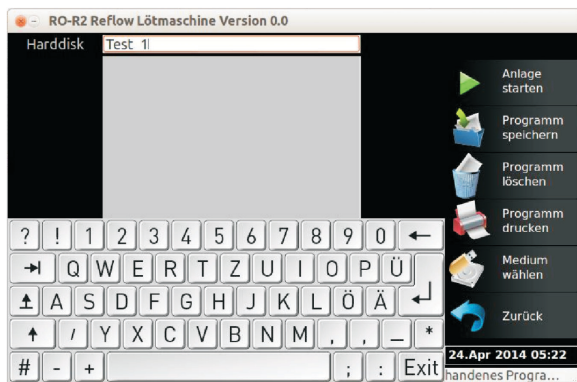 RO-R2 Reflow Lötmaschine Version 0.0
Harddisk Test 1
Anlage
starten
Programm
speichern
Programm
löschen
Programm
drucken
Medium
wählen
Zurück
? ! 1 2 3 4 5 6 7 8 9 0
Q W E R T Z U I O P Ü
A S D F G H J K L Ö Ä
/ Y X C V B N M , . _ *
# - + ; : Exit
24.Apr 2014 05:22
handenes Progra...